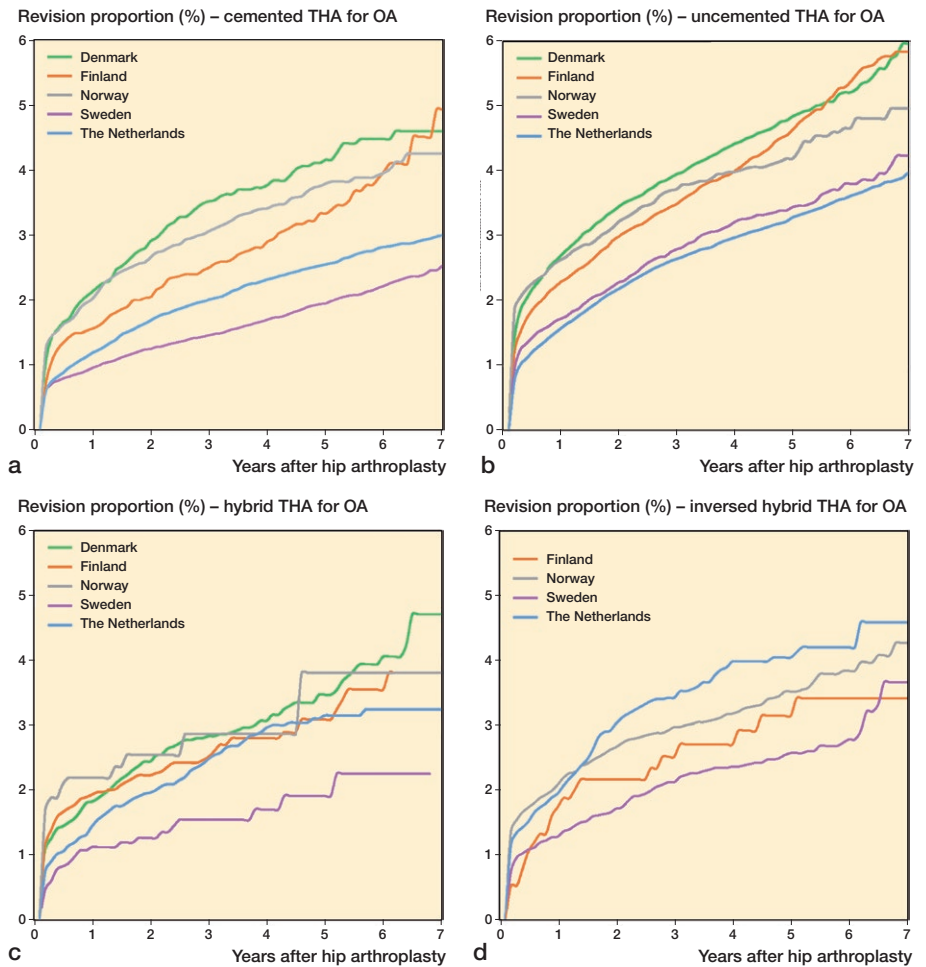 Revision proportion (%) – cemented THA for OA
6
5
4
3
2
1
0
Denmark
Finland
Norway
Sweden
The Netherlands
0 1 2 3 4 5 6 7
a
Years after hip arthroplasty
Revision proportion (%) – uncemented THA for OA
6
5
4
3
2
1
0
Denmark
Finland
Norway
Sweden
The Netherlands
0 1 2 3 4 5 6 7
b
Years after hip arthroplasty
Revision proportion (%) – hybrid THA for OA
6
5
4
3
2
1
0
Denmark
Finland
Norway
Sweden
The Netherlands
0 1 2 3 4 5 6 7
c
Years after hip arthroplasty
Revision proportion (%) – inversed hybrid THA for OA
6
5
4
3
2
1
0
Finland
Norway
Sweden
The Netherlands
0 1 2 3 4 5 6 7
d
Years after hip arthroplasty